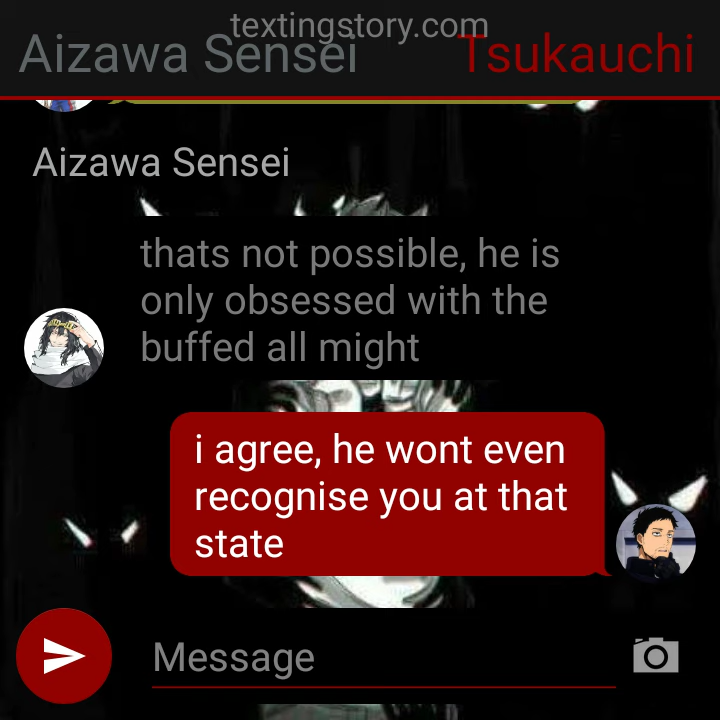 textingstory.com
Aizawa Sensei Tsukauchi
Aizawa Sensei
thats not possible, he is
only obsessed with the
buffed all might
i agree, he wont even
recognise you at that
state
Message